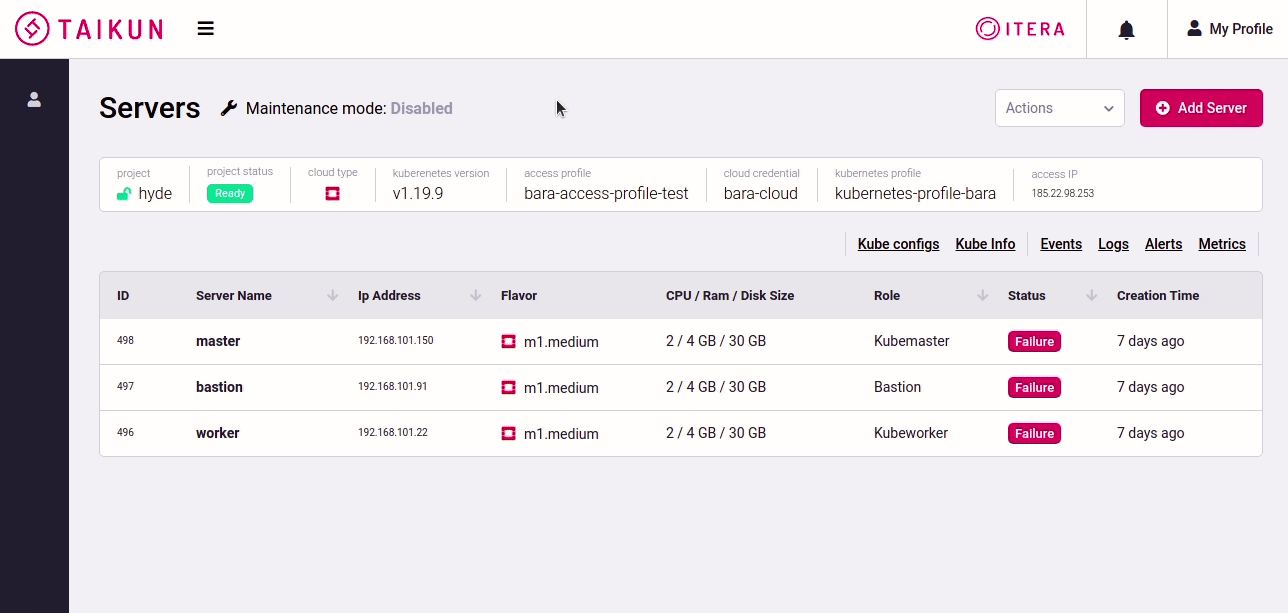 TAIKUN
ITERA
My Profile
Servers
Maintenance mode: Disabled
Actions
Add Server
project
hyde
project status
Ready
cloud type
kuberenetes version
v1.19.9
access profile
bara-access-profile-test
cloud credential
bara-cloud
kubernetes profile
kubernetes-profile-bara
access IP
185.22.98.253
Kube configs Kube Info Events Logs Alerts Metrics
ID Server Name Ip Address Flavor CPU / Ram / Disk Size Role Status Creation Time
498 master 192.168.101.150 m1.medium 2 / 4 GB / 30 GB Kubemaster Failure 7 days ago
497 bastion 192.168.101.91 m1.medium 2 / 4 GB / 30 GB Bastion Failure 7 days ago
496 worker 192.168.101.22 m1.medium 2 / 4 GB / 30 GB Kubeworker Failure 7 days ago